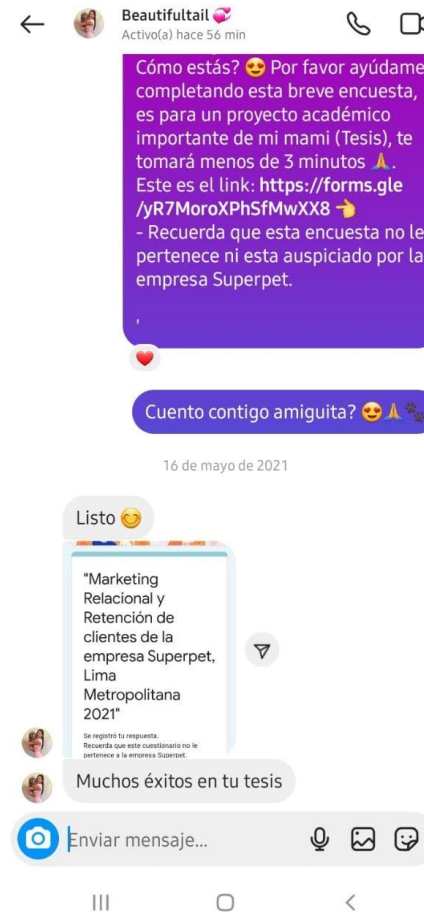 Beautifultail 💞
Activo(a) hace 56 min
Cómo estás? 😍 Por favor ayúdame
completando esta breve encuesta,
es para un proyecto académico
importante de mi mami (Tesis), te
tomará menos de 3 minutos 🙏.
Este es el link: https://forms.gle
/yR7MoroXPhSfMwXX8 👈
- Recuerda que esta encuesta no le
pertenece ni esta auspiciado por la
empresa Superpet.
'
Cuento contigo amiguita? 😍🙏🐾
16 de mayo de 2021
Listo 😊
"Marketing
Relacional y
Retención de
clientes de la
empresa Superpet,
Lima
Metropolitana
2021"
Se registró tu respuesta.
Recuerda que este cuestionario no le
pertenece a la empresa Superpet.
Muchos éxitos en tu tesis
Enviar mensaje...